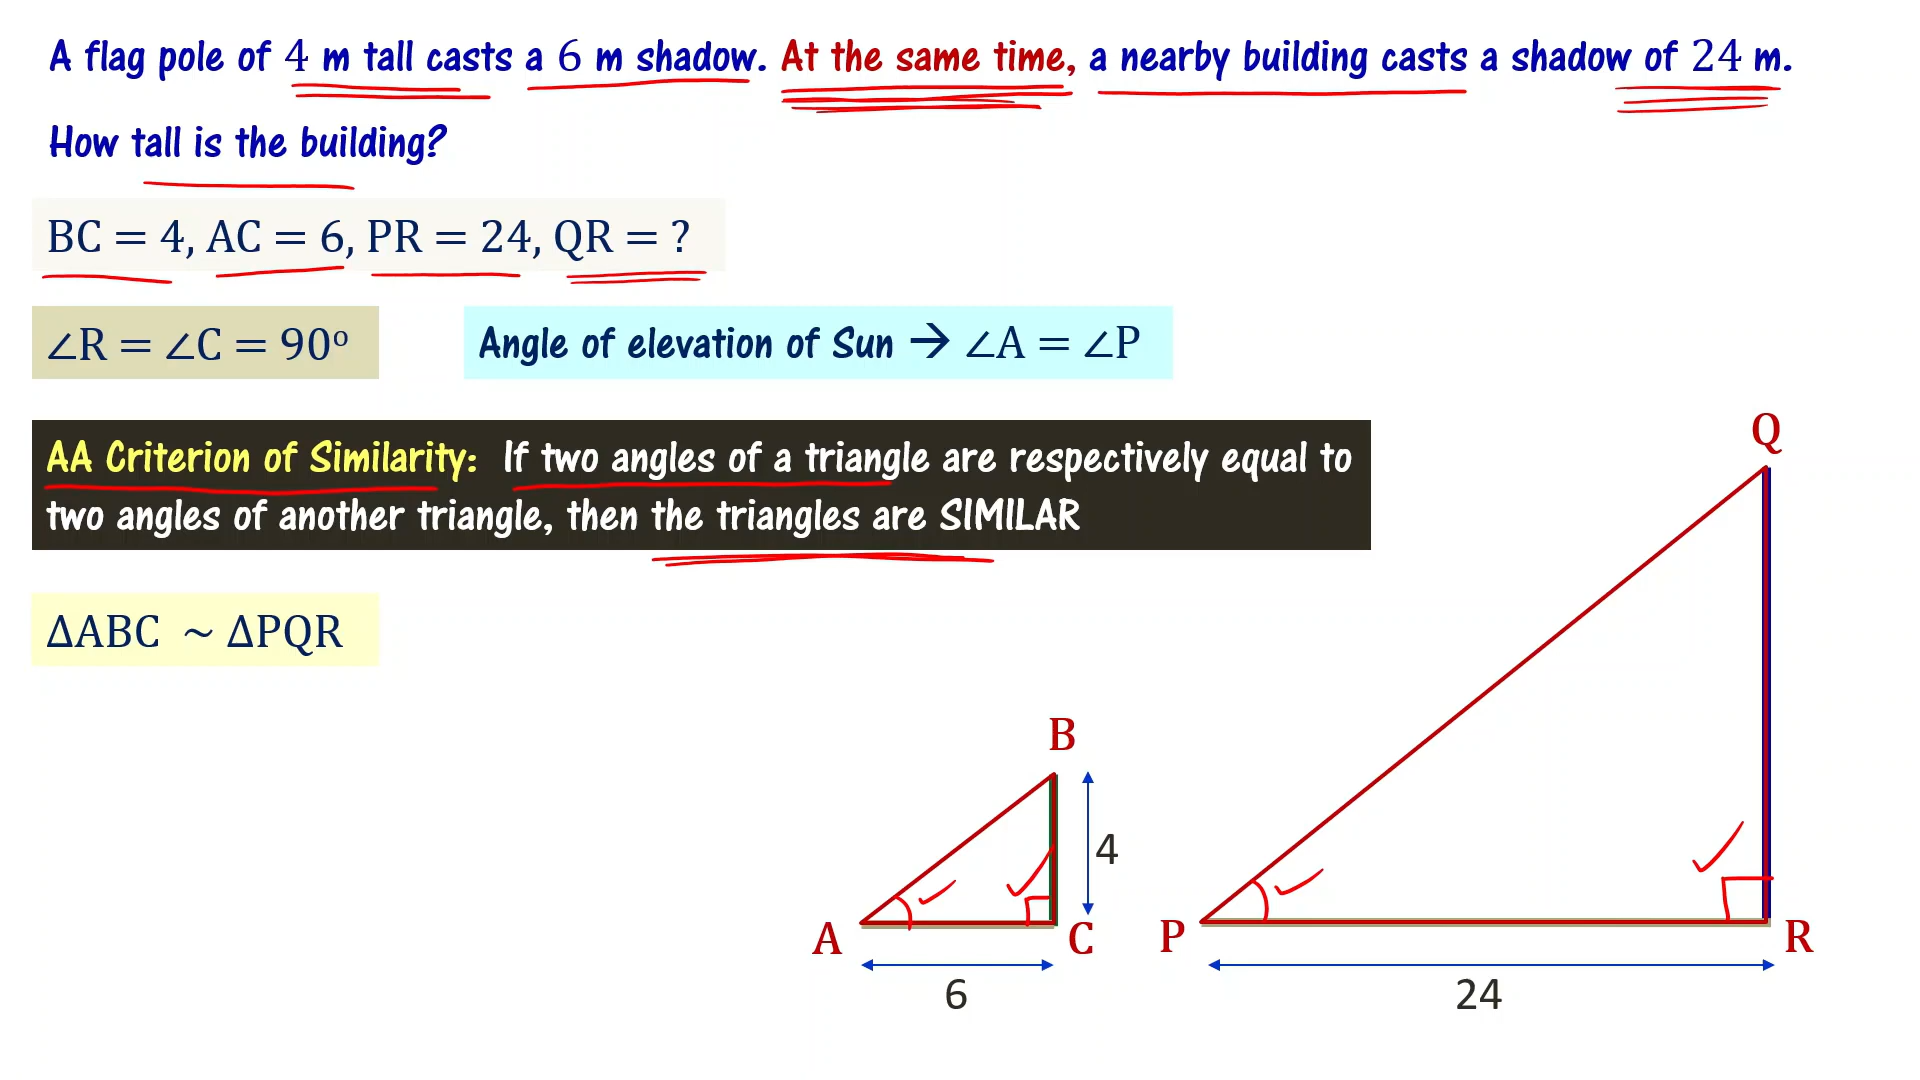 A flag pole of 4 m tall casts a 6 m shadow. At the same time, a nearby building casts a shadow of 24 m.
How tall is the building?
BC = 4, AC = 6, PR = 24, QR = ?
∠R = ∠C = 90ᵒ
Angle of elevation of Sun → ∠A = ∠P
AA Criterion of Similarity: If two angles of a triangle are respectively equal to
two angles of another triangle, then the triangles are SIMILAR
ΔABC ~ ΔPQR
Q
B
4
A
C
P
R
6
24